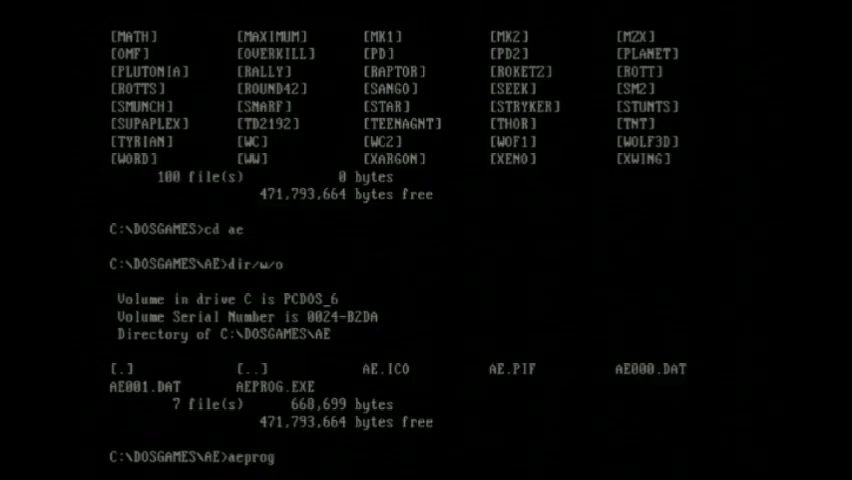 [MATH] [MAXIMUM] [MK1] [MK2] [MZX]
[OMF] [OVERKILL] [PD] [PD2] [PLANET]
[PLUTONIA] [RALLY] [RAPTOR] [ROKETZ] [ROTT]
[ROTTS] [ROUND42] [SANGO] [SEEK] [SM2]
[SMUNCH] [SNARF] [STAR] [STRYKER] [STUNTS]
[SUPAPLEX] [TD2192] [TEENAGNT] [THOR] [TNT]
[TYRIAN] [WC] [WC2] [WOF1] [WOLF3D]
[WORD] [WW] [XARGON] [XENO] [XWING]
100 file(s) 0 bytes
471,793,664 bytes free
C:\DOSGAMES>cd ae
C:\DOSGAMES\AE>dir/w/o
Volume in drive C is PCDOS_6
Volume Serial Number is 0024-B2DA
Directory of C:\DOSGAMES\AE
[.] [..] AE.ICO AE.PIF AE000.DAT
AE001.DAT AEPROG.EXE
7 file(s) 668,699 bytes
471,793,664 bytes free
C:\DOSGAMES\AE>aeprog